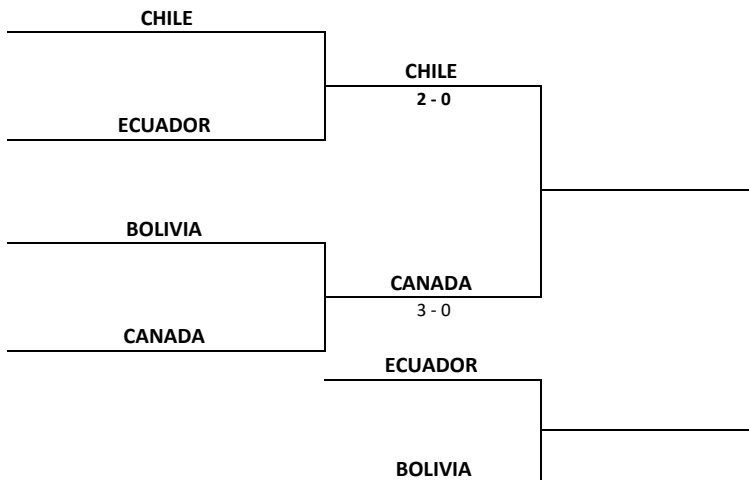 CHILE
CHILE
2 - 0
ECUADOR
BOLIVIA
CANADA
3 - 0
CANADA
ECUADOR
BOLIVIA